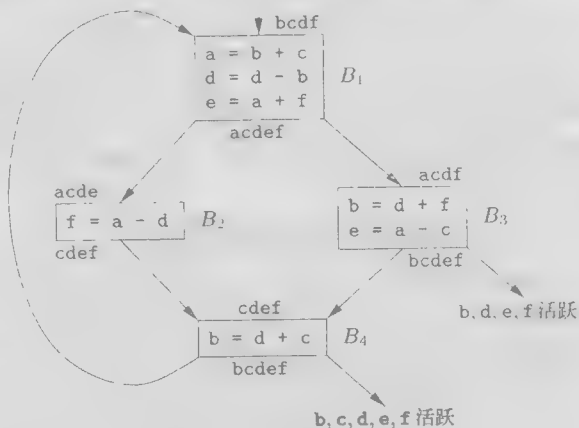 bcdf
a = b + c
d = d - b
e = a + f
B₁
acdef
acde
f = a - d
B₂
cdef
acdf
b = d + f
e = a - c
B₃
bcdef
b, d, e, f 活跃
cdef
b = d + c
B₄
bcdef
b, c, d, e, f 活跃